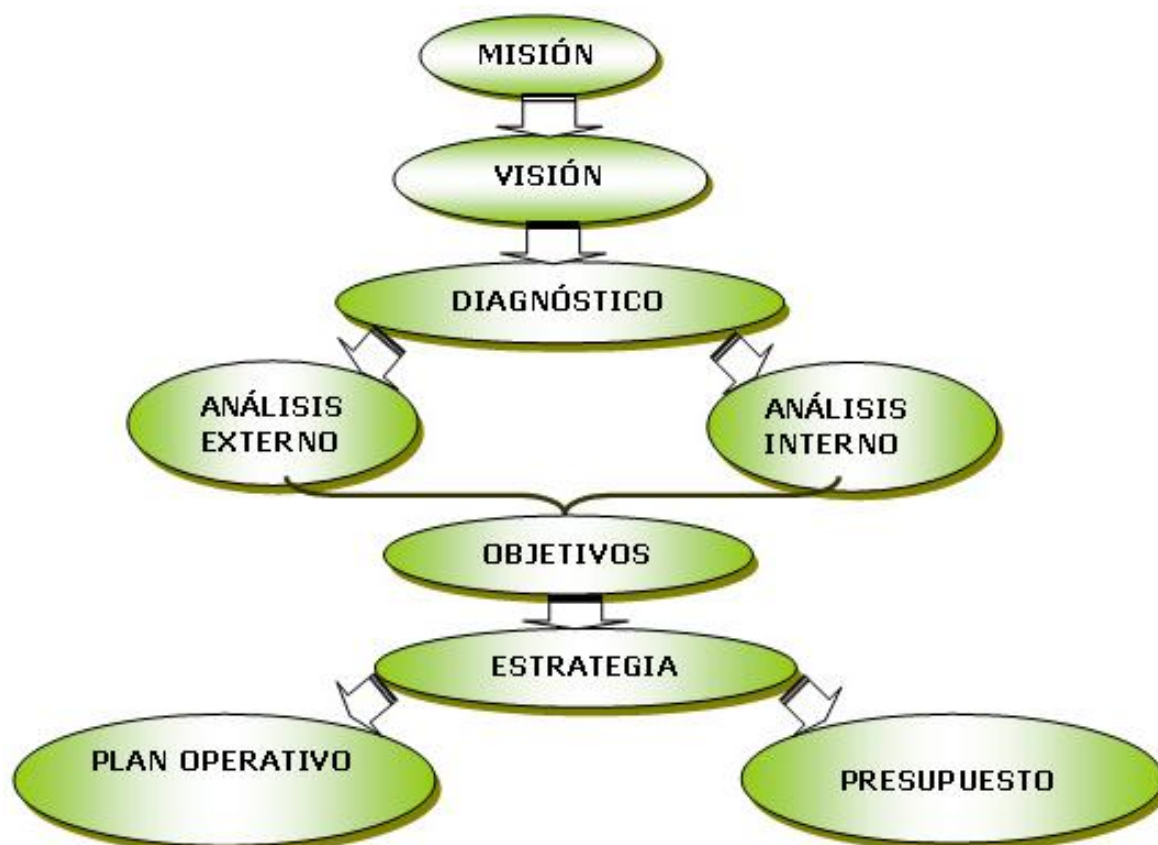 MISIÓN
VISIÓN
DIAGNÓSTICO
ANÁLISIS
EXTERNO
ANÁLISIS
INTERNO
OBJETIVOS
ESTRATEGIA
PLAN OPERATIVO
PRESUPUESTO